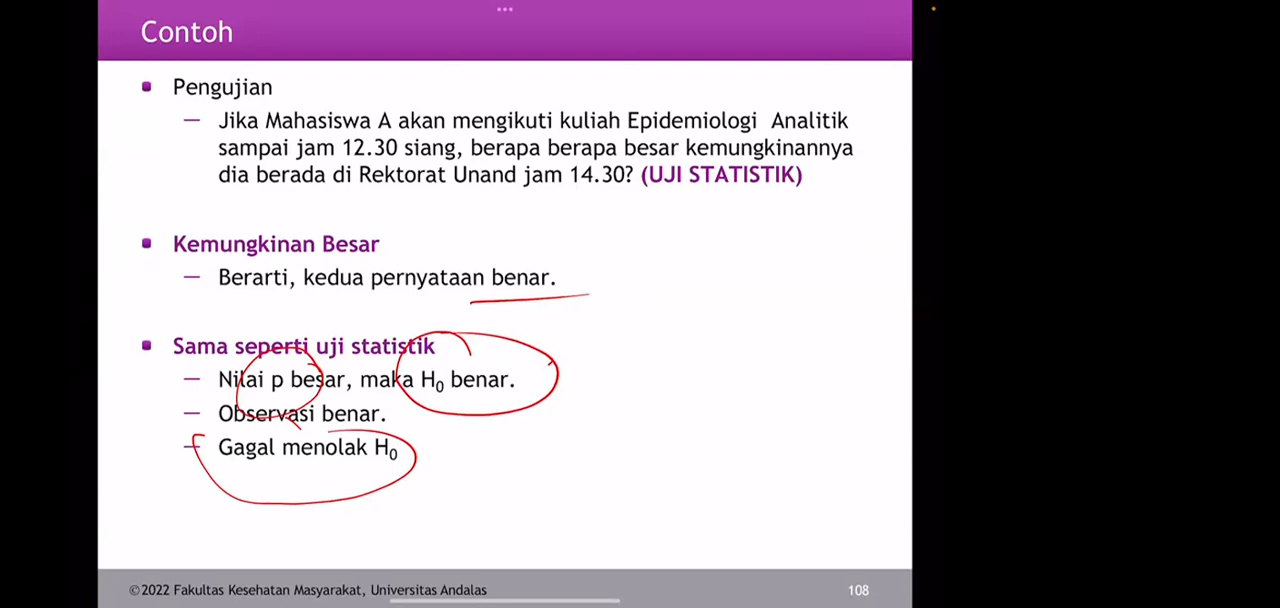 Contoh
Pengujian
— Jika Mahasiswa A akan mengikuti kuliah Epidemiologi Analitik
sampai jam 12.30 siang, berapa berapa besar kemungkinannya
dia berada di Rektorat Unand jam 14.30? (UJI STATISTIK)
Kemungkinan Besar
— Berarti, kedua pernyataan benar.
Sama seperti uji statistik
— Nilai p besar, maka H₀ benar.
— Observasi benar.
— Gagal menolak H₀
©2022 Fakultas Kesehatan Masyarakat, Universitas Andalas
108